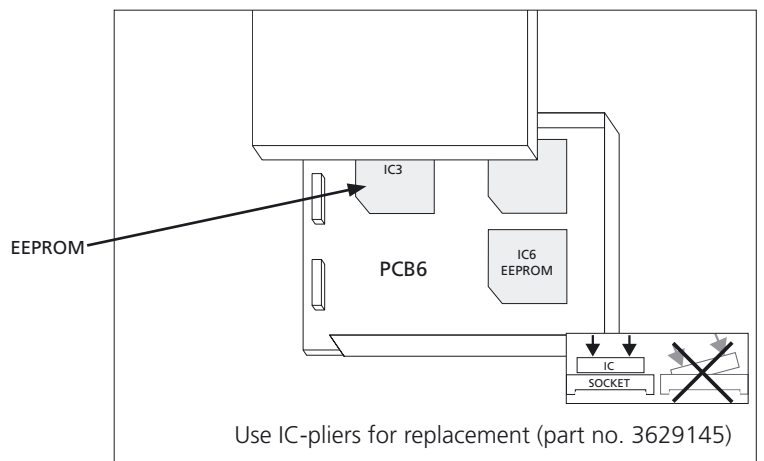 IC3
EEPROM
PCB6
IC6
EEPROM
IC
SOCKET
Use IC-pliers for replacement (part no. 3629145)